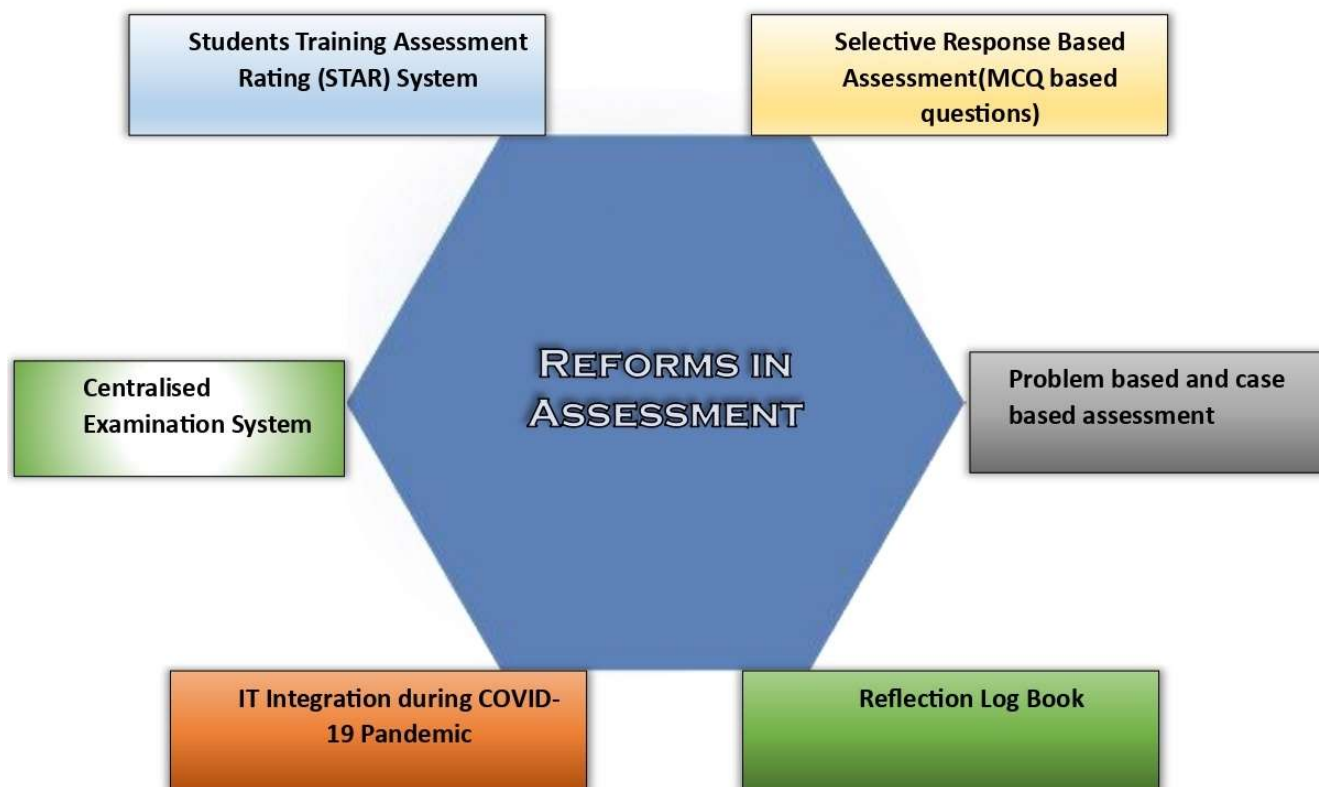 Students Training Assessment
Rating (STAR) System
Selective Response Based
Assessment(MCQ based
questions)
Centralised
Examination System
REFORMS IN
ASSESSMENT
Problem based and case
based assessment
IT Integration during COVID-
19 Pandemic
Reflection Log Book